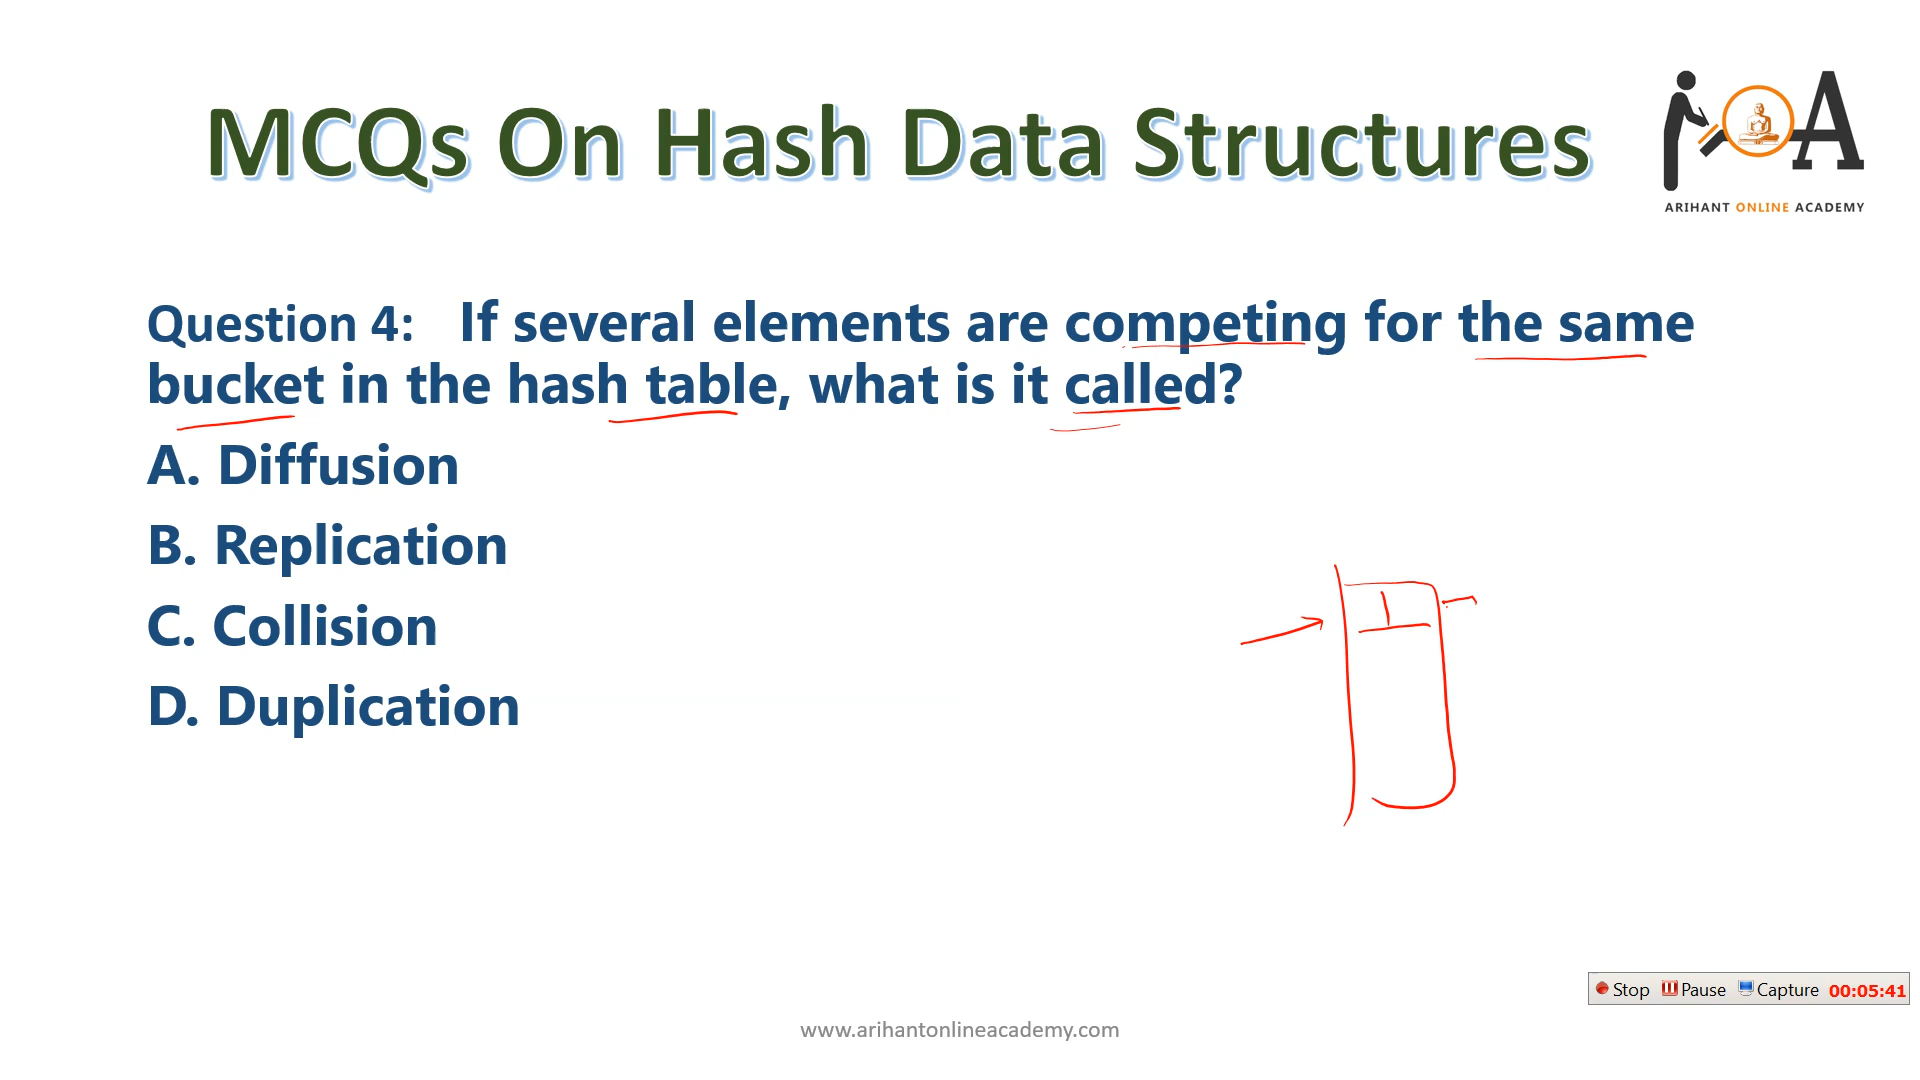 MCQs On Hash Data Structures
A
ARIHANT ONLINE ACADEMY
Question 4: If several elements are competing for the same
bucket in the hash table, what is it called?
A. Diffusion
B. Replication
C. Collision
D. Duplication
1
Stop Pause Capture 00:05:41
www.arihantonlineacademy.com